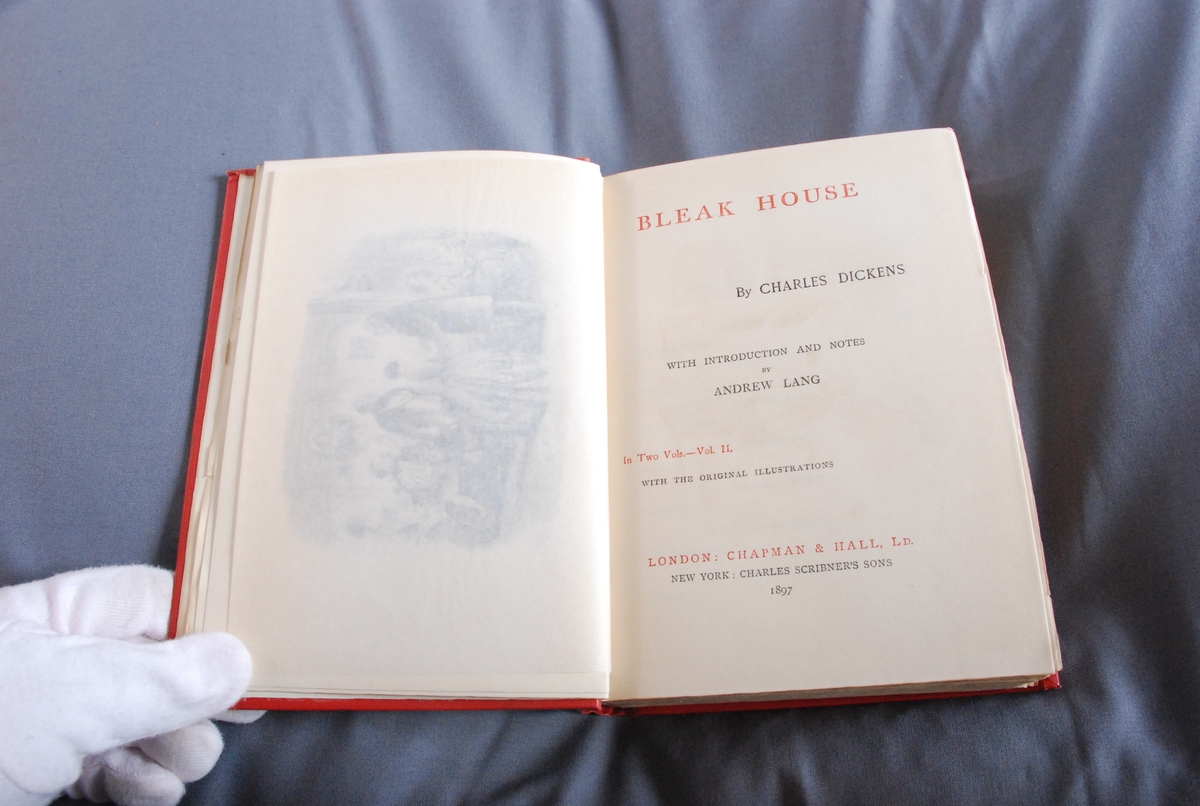 BLEAK HOUSE
By CHARLES DICKENS
WITH INTRODUCTION AND NOTES
BY
ANDREW LANG
In Two Vols.—Vol. II.
WITH THE ORIGINAL ILLUSTRATIONS
LONDON: CHAPMAN & HALL, LD.
NEW YORK: CHARLES SCRIBNER'S SONS
1897